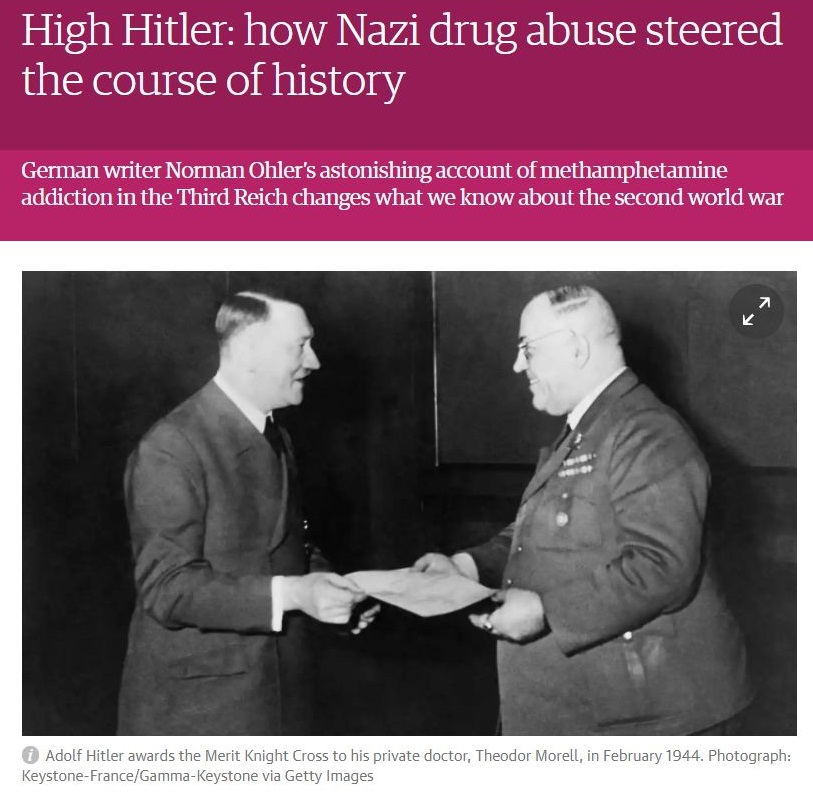 High Hitler: how Nazi drug abuse steered
the course of history
German writer Norman Ohler's astonishing account of methamphetamine
addiction in the Third Reich changes what we know about the second world war
Adolf Hitler awards the Merit Knight Cross to his private doctor, Theodor Morell, in February 1944. Photograph:
Keystone-France/Gamma-Keystone via Getty Images